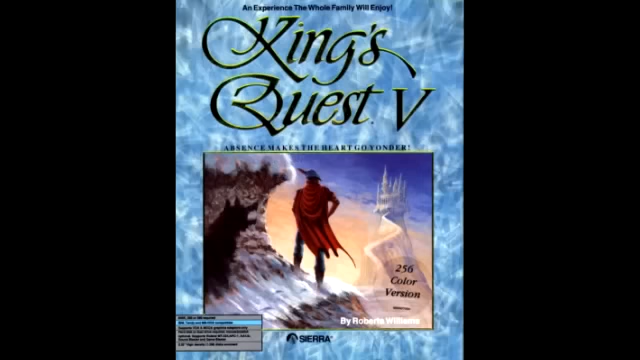 An Experience The Whole Family Will Enjoy!
King's
Quest V
ABSENCE MAKES THE HEART GO YONDER!
256
Color
Version
By Roberta Williams
SIERRA